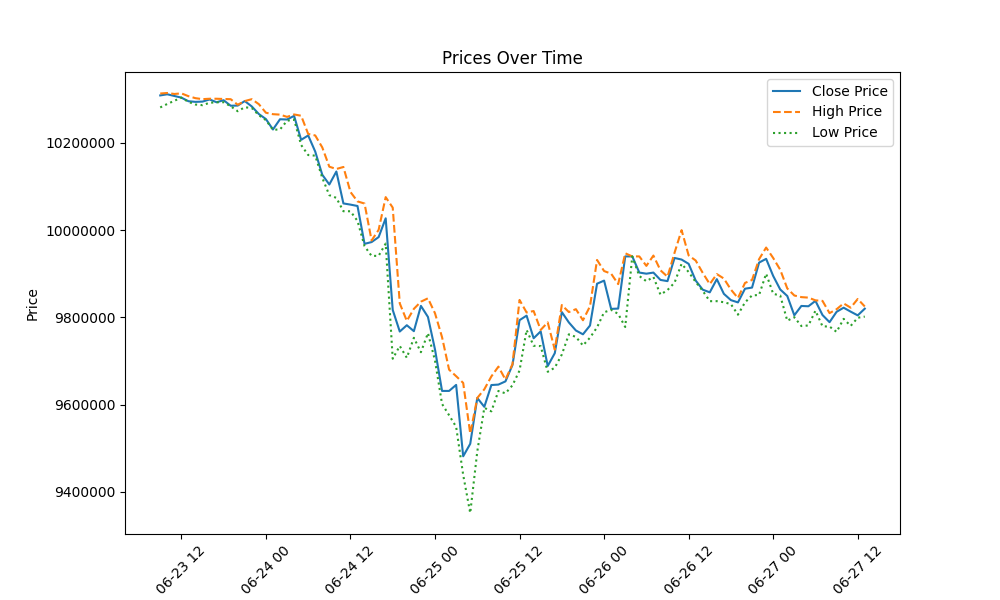 Prices Over Time
Close Price
High Price
Low Price
Price
10200000
10000000
9800000
9600000
9400000
06-23 12
06-24 00
06-24 12
06-25 00
06-25 12
06-26 00
06-26 12
06-27 00
06-27 12